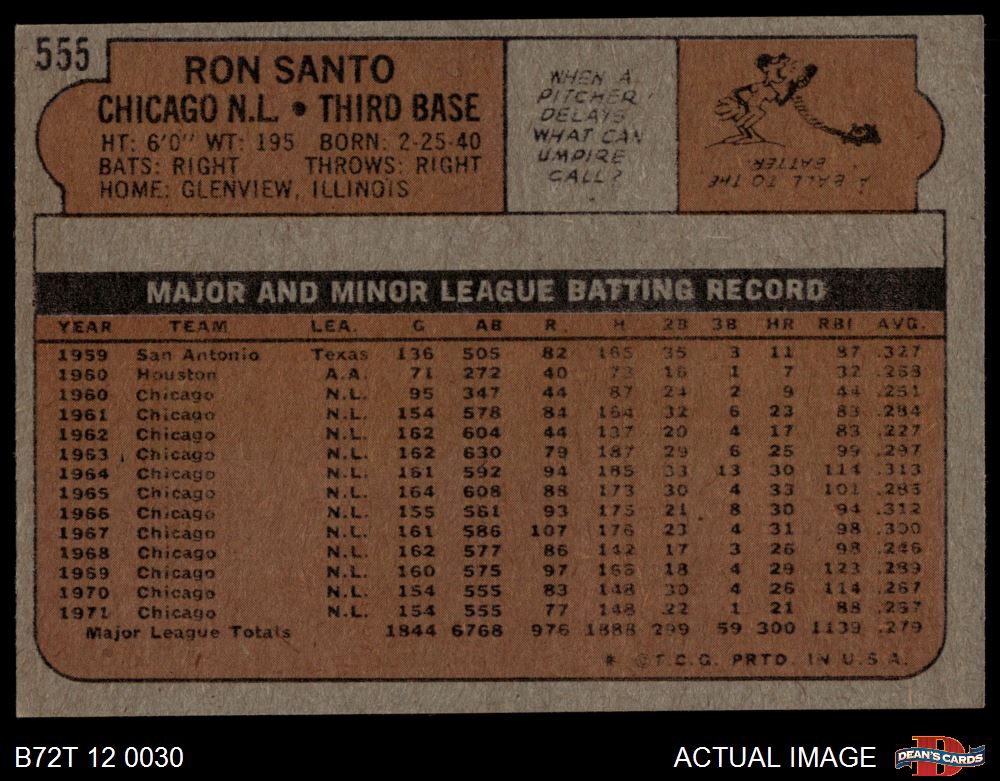 555
RON SANTO
CHICAGO N.L. • THIRD BASE
HT: 6'0" WT: 195 BORN: 2-25-40
BATS: RIGHT THROWS: RIGHT
HOME: GLENVIEW, ILLINOIS
WHEN A
PITCHER
DELAYS
WHAT CAN
UMPIRE
CALL?
A BALL TO THE
BATTER.
MAJOR AND MINOR LEAGUE BATTING RECORD
YEAR TEAM LEA. G AB R H 2B 3B HR RBI AVG.
1959 San Antonio Texas 136 505 82 165 35 3 11 87 .327
1960 Houston A.A. 71 272 40 73 16 1 7 32 .268
1960 Chicago N.L. 95 347 44 87 24 2 9 44 .251
1961 Chicago N.L. 154 578 84 164 32 6 23 83 .284
1962 Chicago N.L. 162 604 44 137 20 4 17 83 .227
1963 Chicago N.L. 162 630 79 187 29 6 25 99 .297
1964 Chicago N.L. 161 592 94 185 33 13 30 114 .313
1965 Chicago N.L. 164 608 88 173 30 4 33 101 .285
1966 Chicago N.L. 155 561 93 175 21 8 30 94 .312
1967 Chicago N.L. 161 586 107 176 23 4 31 98 .300
1968 Chicago N.L. 162 577 86 142 17 3 26 98 .246
1969 Chicago N.L. 160 575 97 166 18 4 29 123 .289
1970 Chicago N.L. 154 555 83 148 30 4 26 114 .267
1971 Chicago N.L. 154 555 77 148 22 1 21 88 .267
Major League Totals 1844 6768 976 1888 299 59 300 1139 .279
* © T.C.G. PRTD. IN U.S.A.
B72T 12 0030
ACTUAL IMAGE
D
DEAN'S CARDS